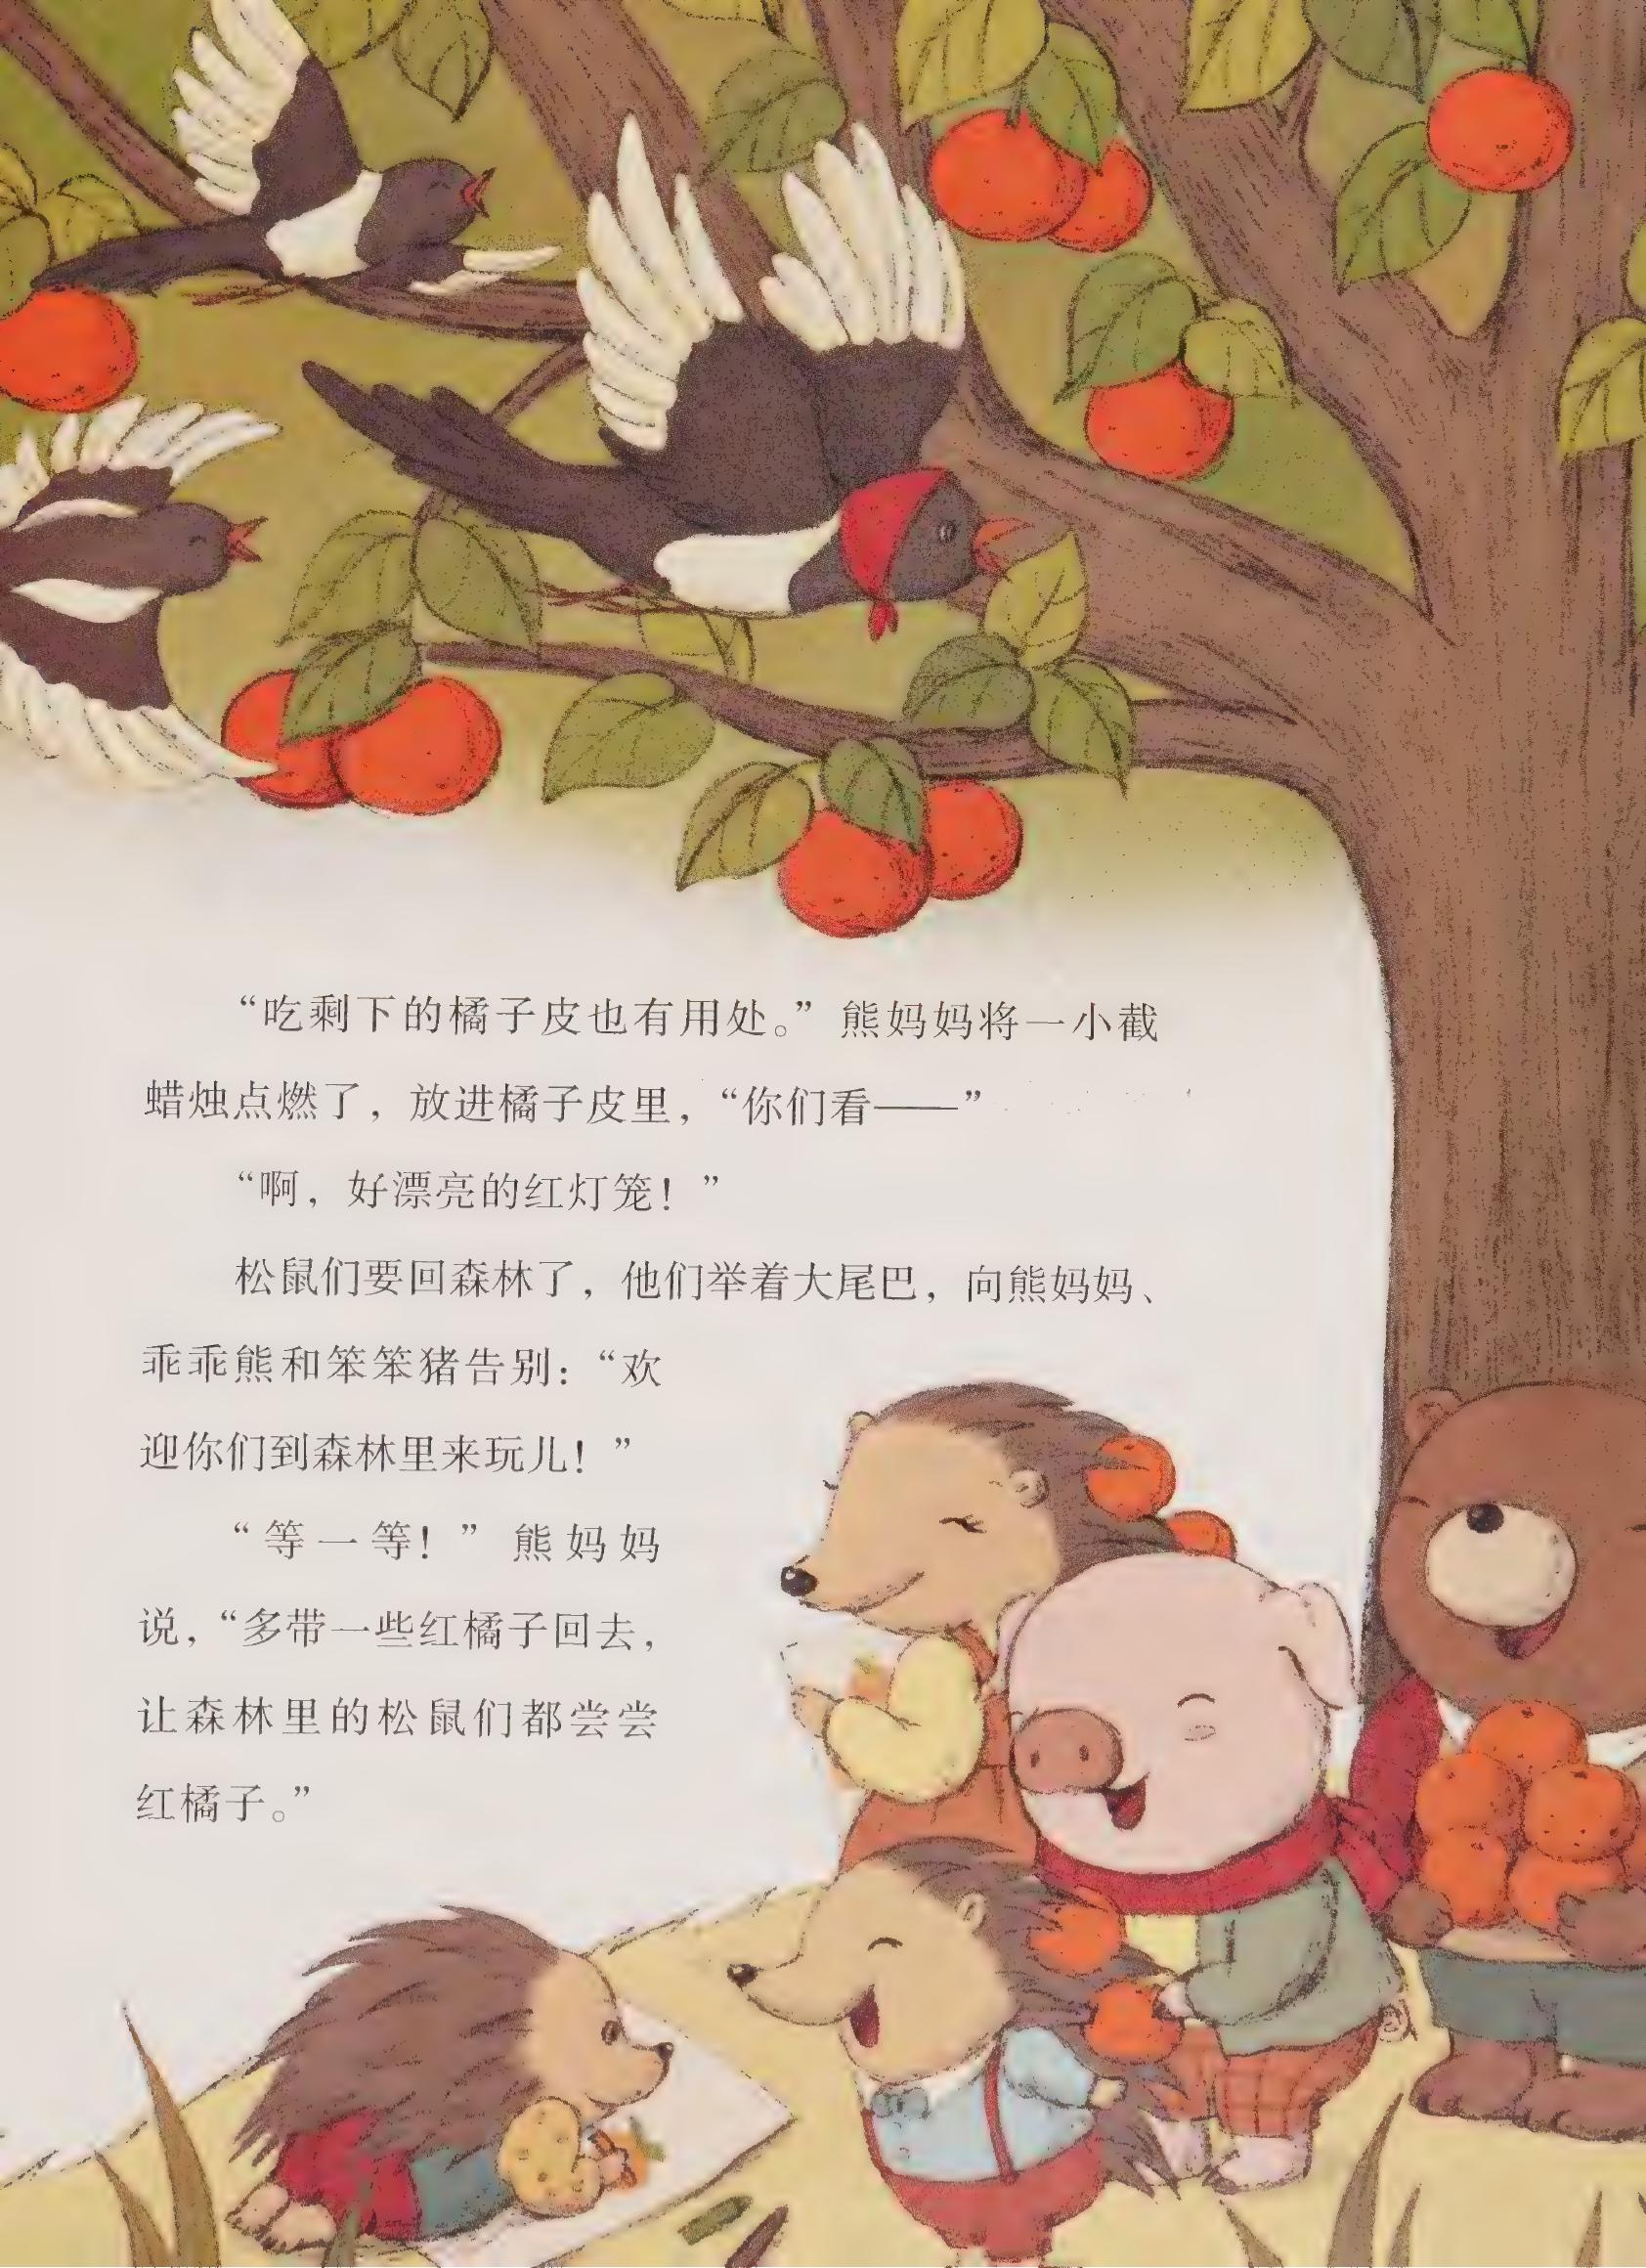 “吃剩下的橘子皮也有用处。”熊妈妈将一小截
蜡烛点燃了，放进橘子皮里，“你们看——”
“啊，好漂亮的红灯笼！”
松鼠们要回森林了，他们举着大尾巴，向熊妈妈、
乖乖熊和笨笨猪告别：“欢
迎你们到森林里来玩儿！”
“等一等！”熊妈妈
说，“多带一些红橘子回去，
让森林里的松鼠们都尝尝
红橘子。”